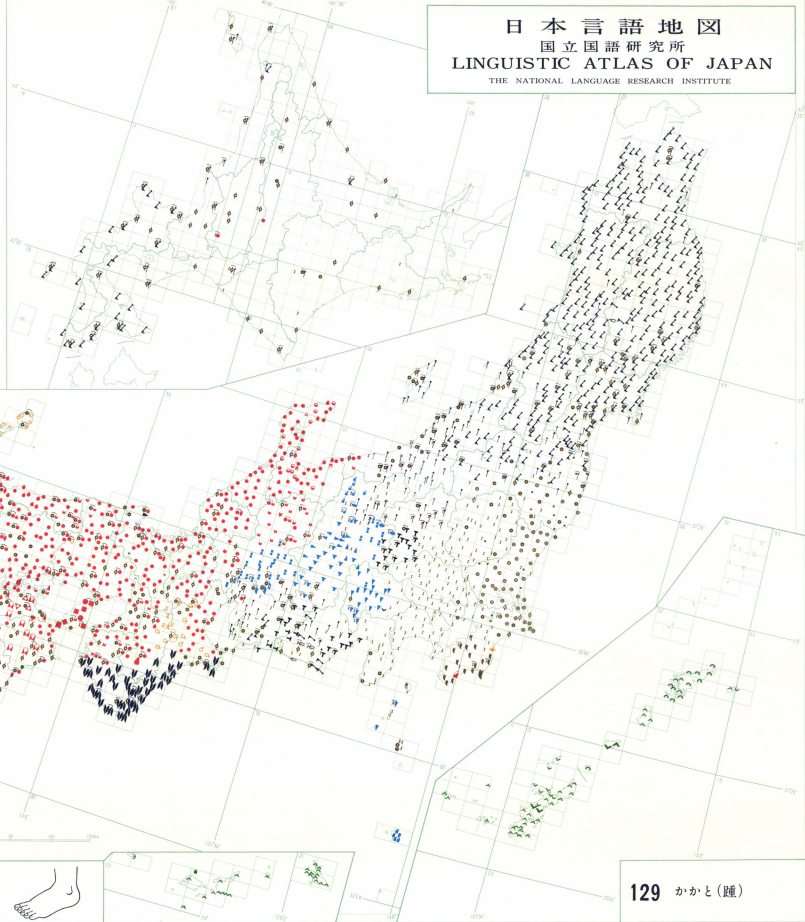 日本言語地図
国立国語研究所
LINGUISTIC ATLAS OF JAPAN
THE NATIONAL LANGUAGE RESEARCH INSTITUTE
129 かかと(踵)